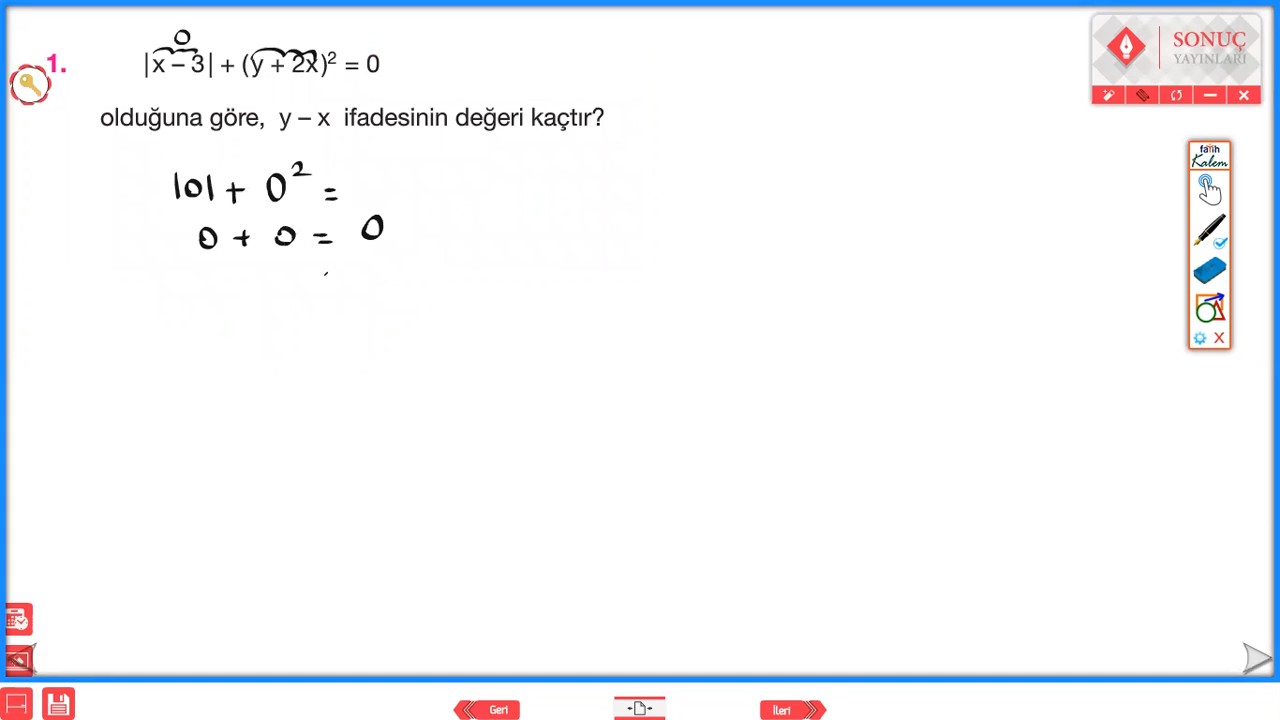 0
1. |x – 3| + (y + 2x)² = 0
olduğuna göre, y – x ifadesinin değeri kaçtır?
|0| + 0² =
0 + 0 = 0
SONUÇ
YAYINLARI
fatih
Kalem
Geri
İleri